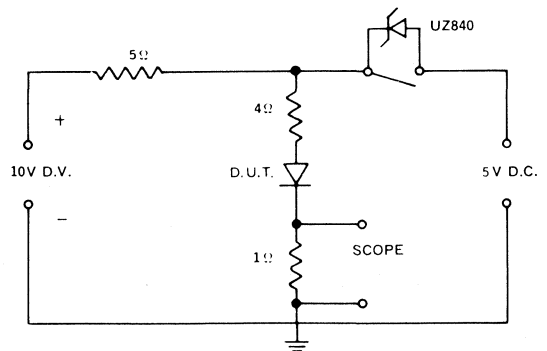 UZ840
5Ω
4Ω
+
10V D.V.
D.U.T.
5V D.C.
−
1Ω
SCOPE